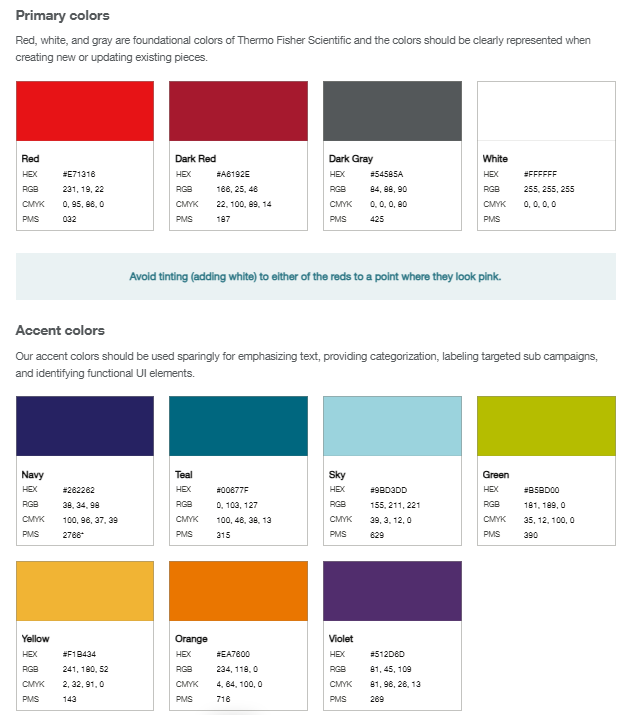 Primary colors
Red, white, and gray are foundational colors of Thermo Fisher Scientific and the colors should be clearly represented when
creating new or updating existing pieces.
Red
HEX #E71316
RGB 231, 19, 22
CMYK 0, 95, 86, 0
PMS 032
Dark Red
HEX #A6192E
RGB 166, 25, 46
CMYK 22, 100, 89, 14
PMS 187
Dark Gray
HEX #54585A
RGB 84, 88, 90
CMYK 0, 0, 0, 80
PMS 425
White
HEX #FFFFFF
RGB 255, 255, 255
CMYK 0, 0, 0, 0
PMS
Avoid tinting (adding white) to either of the reds to a point where they look pink.
Accent colors
Our accent colors should be used sparingly for emphasizing text, providing categorization, labeling targeted sub campaigns,
and identifying functional UI elements.
Navy
HEX #262262
RGB 38, 34, 98
CMYK 100, 96, 37, 39
PMS 2766*
Teal
HEX #00677F
RGB 0, 103, 127
CMYK 100, 46, 38, 13
PMS 315
Sky
HEX #9BD3DD
RGB 155, 211, 221
CMYK 39, 3, 12, 0
PMS 629
Green
HEX #B5BD00
RGB 181, 189, 0
CMYK 35, 12, 100, 0
PMS 390
Yellow
HEX #F1B434
RGB 241, 180, 52
CMYK 2, 32, 91, 0
PMS 143
Orange
HEX #EA7600
RGB 234, 118, 0
CMYK 4, 64, 100, 0
PMS 716
Violet
HEX #512D6D
RGB 81, 45, 109
CMYK 81, 96, 26, 13
PMS 269